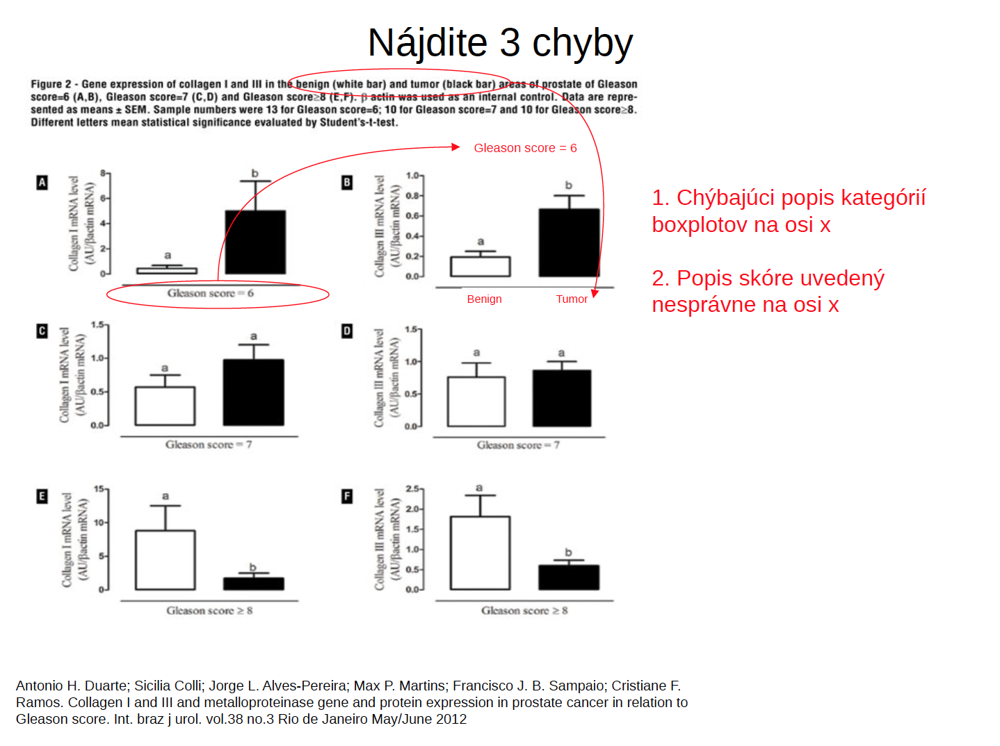 Nájdite 3 chyby
Figure 2 - Gene expression of collagen I and III in the benign (white bar) and tumor (black bar) areas of prostate of Gleason
score=6 (A,B), Gleason score=7 (C,D) and Gleason score≥8 (E,F). β actin was used as an internal control. Data are repre-
sented as means ± SEM. Sample numbers were 13 for Gleason score=6; 10 for Gleason score=7 and 10 for Gleason score≥8.
Different letters mean statistical significance evaluated by Student's-t-test.
Gleason score = 6
A
Collagen I mRNA level
(AU/βactin mRNA)
8
6
4
2
0
a
b
Gleason score = 6
B
Collagen III mRNA level
(AU/βactin mRNA)
1.0
0.8
0.6
0.4
0.2
0.0
a
b
Benign
Tumor
1. Chýbajúci popis kategórií
boxplotov na osi x
2. Popis skóre uvedený
nesprávne na osi x
C
Collagen I mRNA level
(AU/βactin mRNA)
1.5
1.0
0.5
0.0
a
a
Gleason score = 7
D
Collagen III mRNA level
(AU/βactin mRNA)
1.5
1.0
0.5
0.0
a
a
Gleason score = 7
E
Collagen I mRNA level
(AU/βactin mRNA)
15
10
5
0
a
b
Gleason score ≥ 8
F
Collagen III mRNA level
(AU/βactin mRNA)
2.5
2.0
1.5
1.0
0.5
0.0
a
b
Gleason score ≥ 8
Antonio H. Duarte; Sicilia Colli; Jorge L. Alves-Pereira; Max P. Martins; Francisco J. B. Sampaio; Cristiane F.
Ramos. Collagen I and III and metalloproteinase gene and protein expression in prostate cancer in relation to
Gleason score. Int. braz j urol. vol.38 no.3 Rio de Janeiro May/June 2012